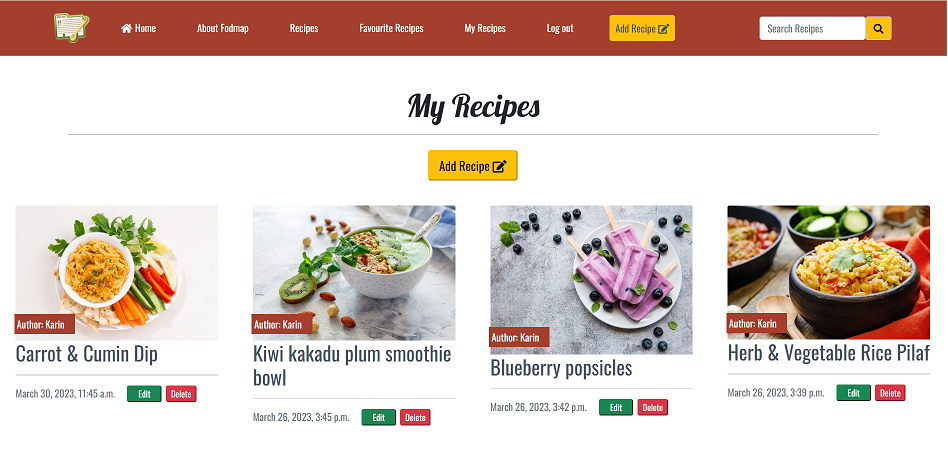 Home About Fodmap Recipes Favourite Recipes My Recipes Log out Add Recipe Search Recipes
My Recipes
Add Recipe
Author: Karin
Carrot & Cumin Dip
March 30, 2023, 11:45 a.m. Edit Delete
Author: Karin
Kiwi kakadu plum smoothie
bowl
March 26, 2023, 3:45 p.m. Edit Delete
Author: Karin
Blueberry popsicles
March 26, 2023, 3:42 p.m. Edit Delete
Author: Karin
Herb & Vegetable Rice Pilaf
March 26, 2023, 3:39 p.m. Edit Delete